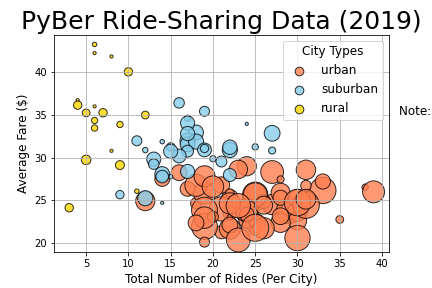 PyBer Ride-Sharing Data (2019)
City Types
urban
suburban
rural
Note:
Average Fare ($)
40
35
30
25
20
5 10 15 20 25 30 35 40
Total Number of Rides (Per City)